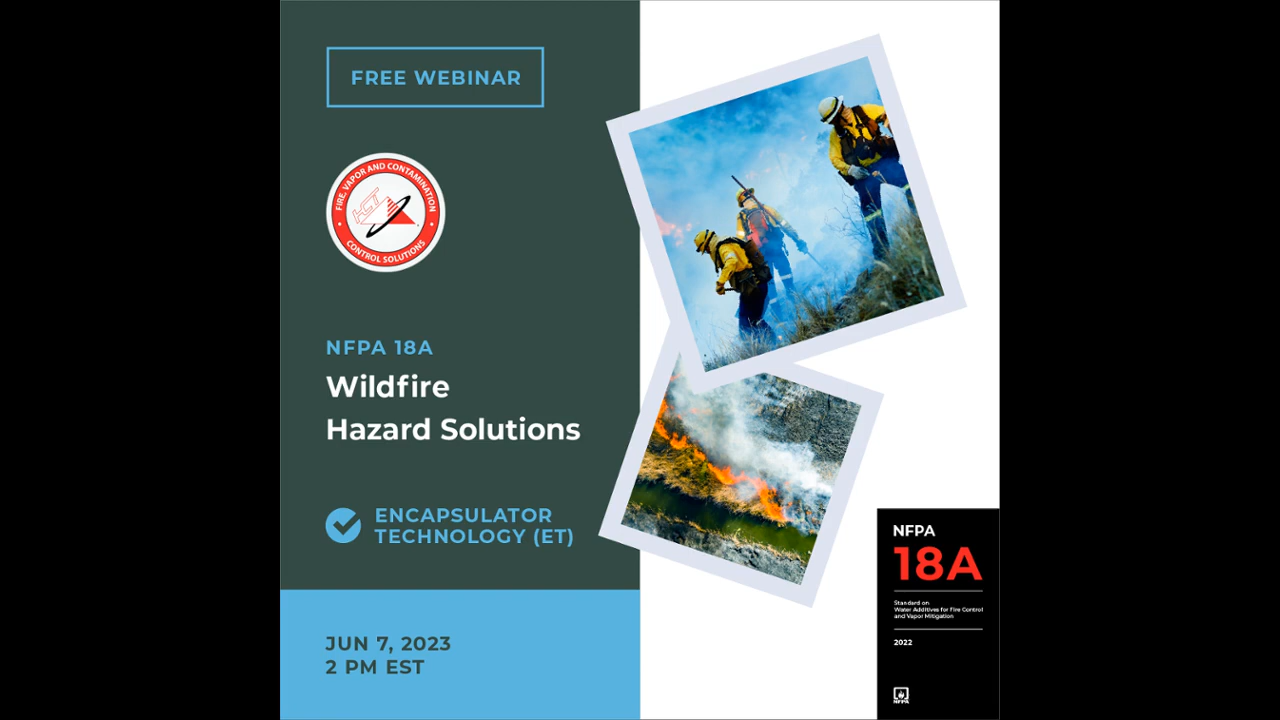 FREE WEBINAR
FIRE, VAPOR AND CONTAMINATION
HCT
CONTROL SOLUTIONS
NFPA 18A
Wildfire
Hazard Solutions
ENCAPSULATOR
TECHNOLOGY (ET)
JUN 7, 2023
2 PM EST
NFPA
18A
Standard on
Water Additives for Fire Control
and Vapor Mitigation
2022
NFPA